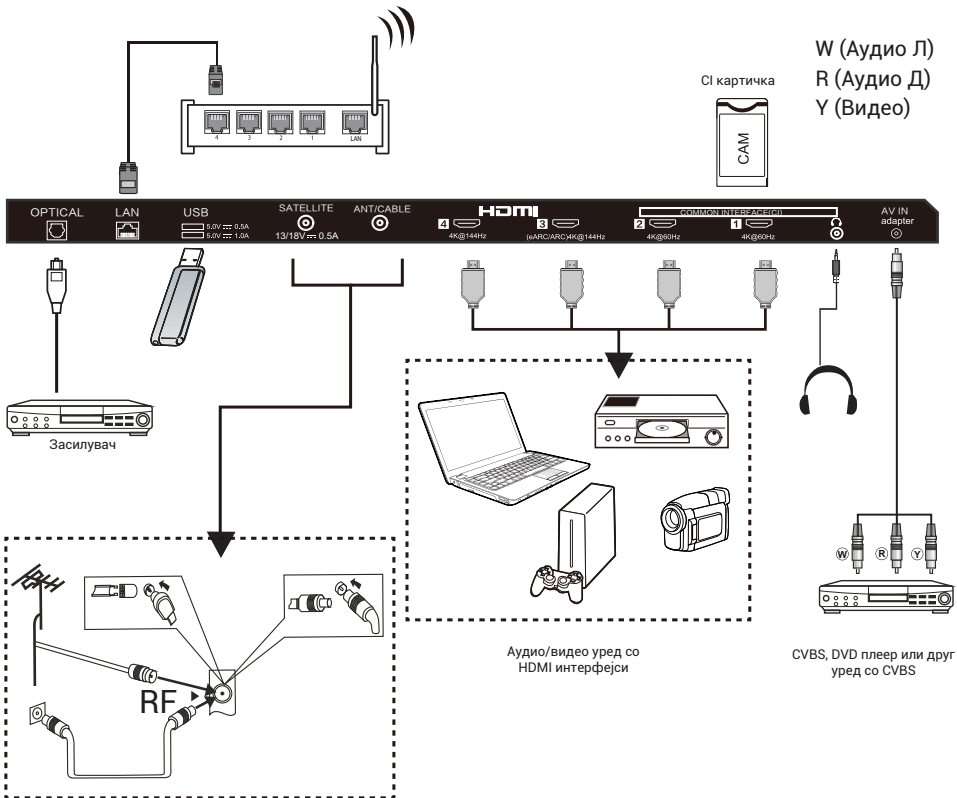 W (Аудио Л)
R (Аудио Д)
Y (Видео)
CI картичка
CAM
4 3 2 1 LAN
OPTICAL
LAN
USB
5.0V ⎓ 0.5A
5.0V ⎓ 1.0A
SATELLITE
13/18V ⎓ 0.5A
ANT/CABLE
HDMI
4
4K@144Hz
3
(eARC/ARC)4K@144Hz
COMMON INTERFACE(CI)
2
4K@60Hz
1
4K@60Hz
AV IN
adapter
Засилувач
W R Y
RF
Аудио/видео уред со
HDMI интерфејси
CVBS, DVD плеер или друг
уред со CVBS